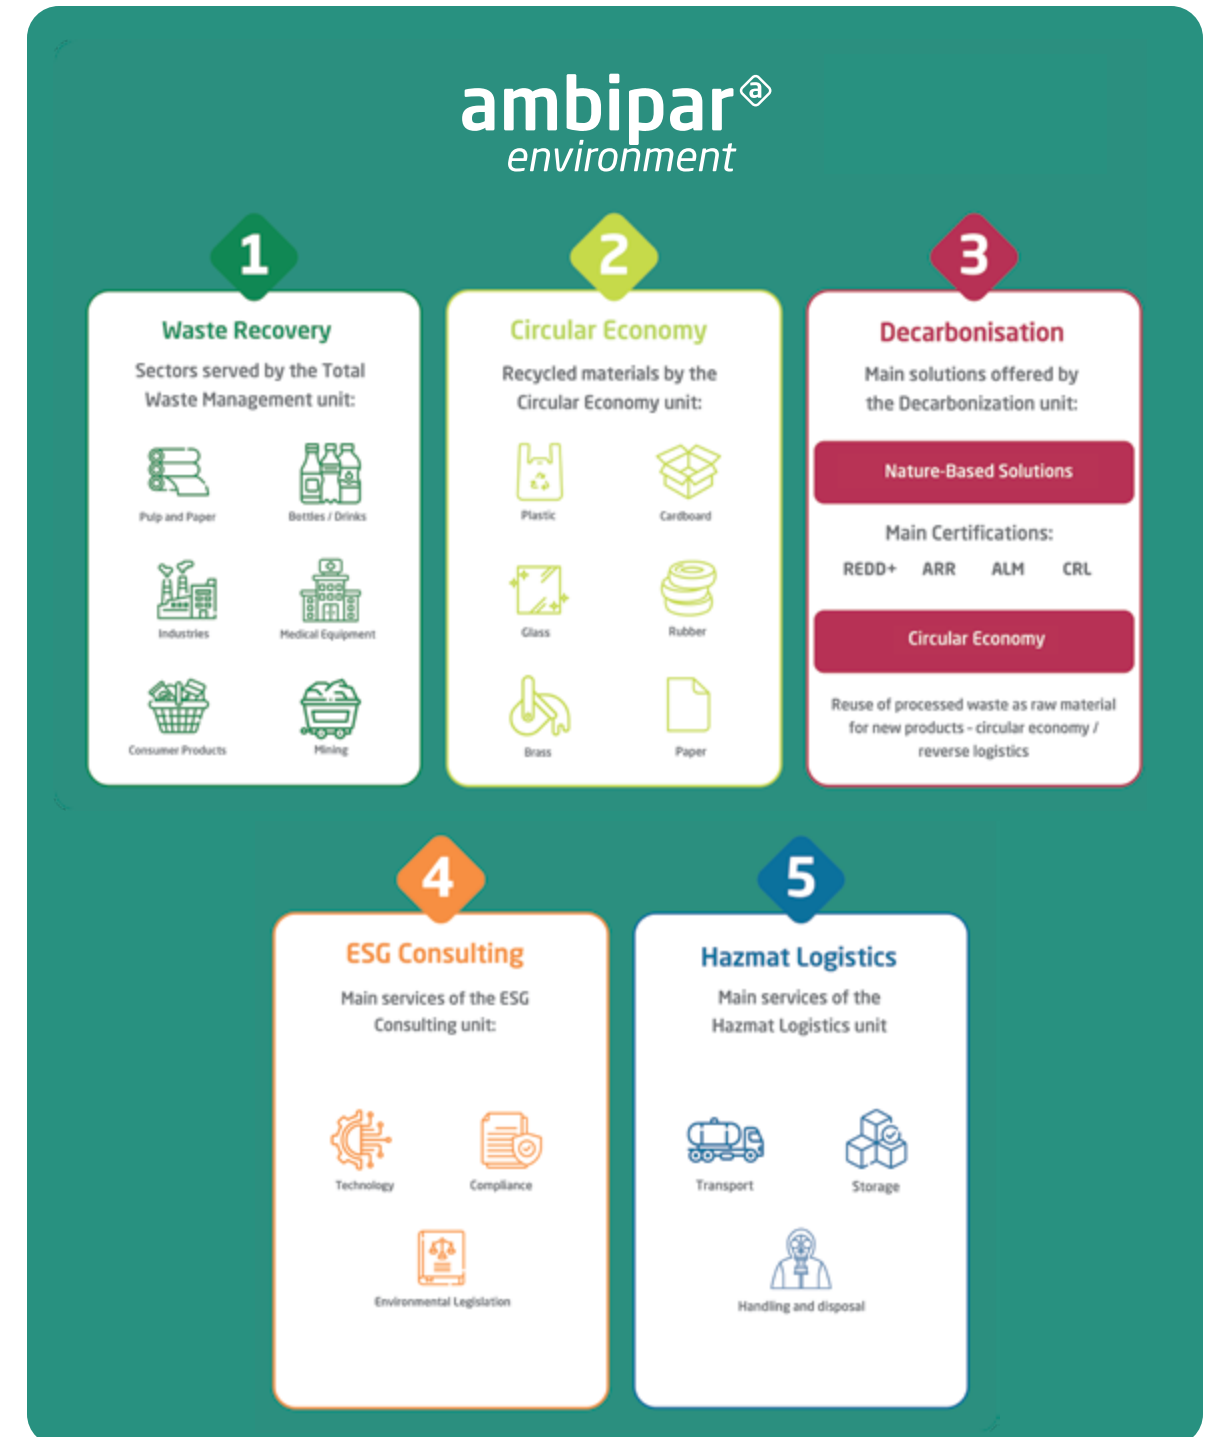 ambipar
environment
1
Waste Recovery
Sectors served by the Total
Waste Management unit:
Pulp and Paper
Bottles / Drinks
Industries
Medical Equipment
Consumer Products
Mining
2
Circular Economy
Recycled materials by the
Circular Economy unit:
Plastic
Cardboard
Glass
Rubber
Brass
Paper
3
Decarbonisation
Main solutions offered by
the Decarbonization unit:
Nature-Based Solutions
Main Certifications:
REDD+ ARR ALM CRL
Circular Economy
Reuse of processed waste as raw material
for new products - circular economy /
reverse logistics
4
ESG Consulting
Main services of the ESG
Consulting unit:
Technology
Compliance
Environmental Legislation
5
Hazmat Logistics
Main services of the
Hazmat Logistics unit
Transport
Storage
Handling and disposal